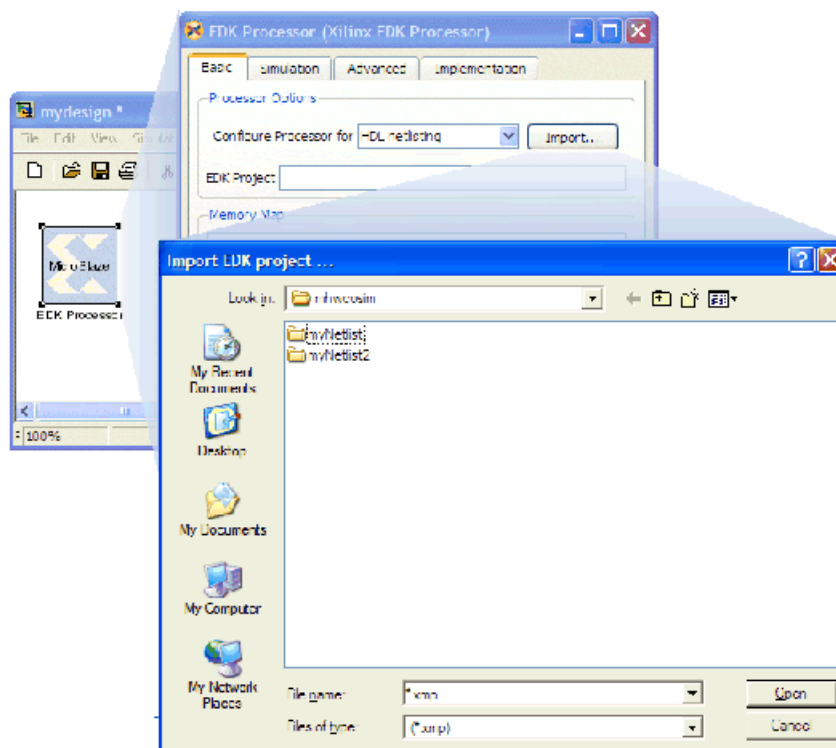 EDK Processor (Xilinx EDK Processor)
Basic Simulation Advanced Implementation
Processor Options
Configure Processor for HDL netlisting Import...
EDK Project
Memory Map
mydesign *
File Edit View
MicroBlaze
EDK Processor
100%
Import EDK project ...
Look in: mhwcosim
myNetlist
myNetlist2
My Recent
Documents
Desktop
My Documents
My Computer
My Network
Places
File name: *.xmp Open
Files of type: (*.xmp) Cancel